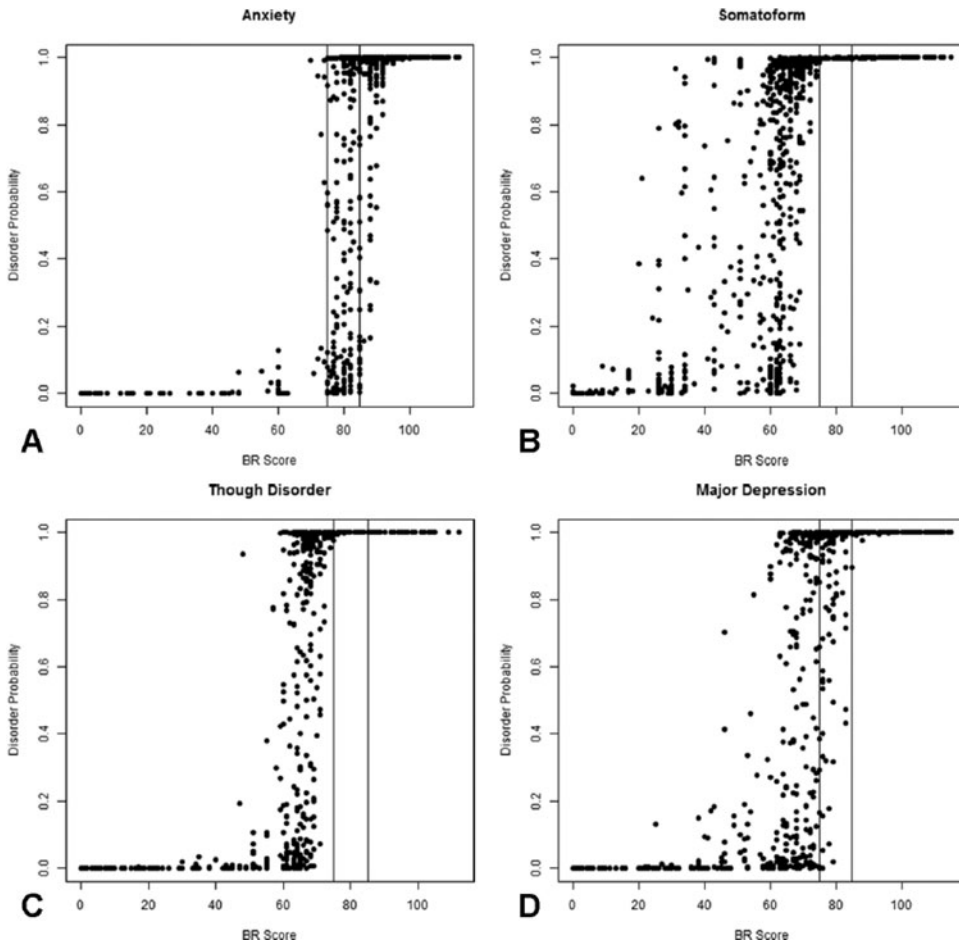 Anxiety
Disorder Probability
0.0 0.2 0.4 0.6 0.8 1.0
0 20 40 60 80 100
BR Score
A
Somatoform
Disorder Probability
0.0 0.2 0.4 0.6 0.8 1.0
0 20 40 60 80 100
BR Score
B
Though Disorder
Disorder Probability
0.0 0.2 0.4 0.6 0.8 1.0
0 20 40 60 80 100
BR Score
C
Major Depression
Disorder Probability
0.0 0.2 0.4 0.6 0.8 1.0
0 20 40 60 80 100
BR Score
D